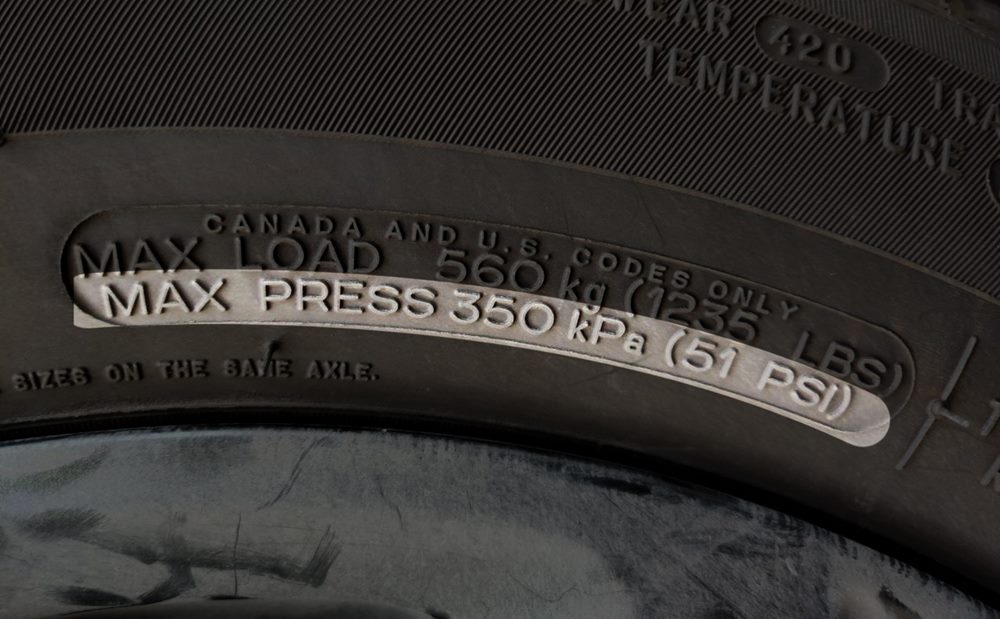 420
TEMPERATURE
CANADA AND U.S. CODES ONLY
MAX LOAD 560 kg (1235 LBS)
MAX PRESS 350 kPa (51 PSI)
SIZES ON THE SAME AXLE.